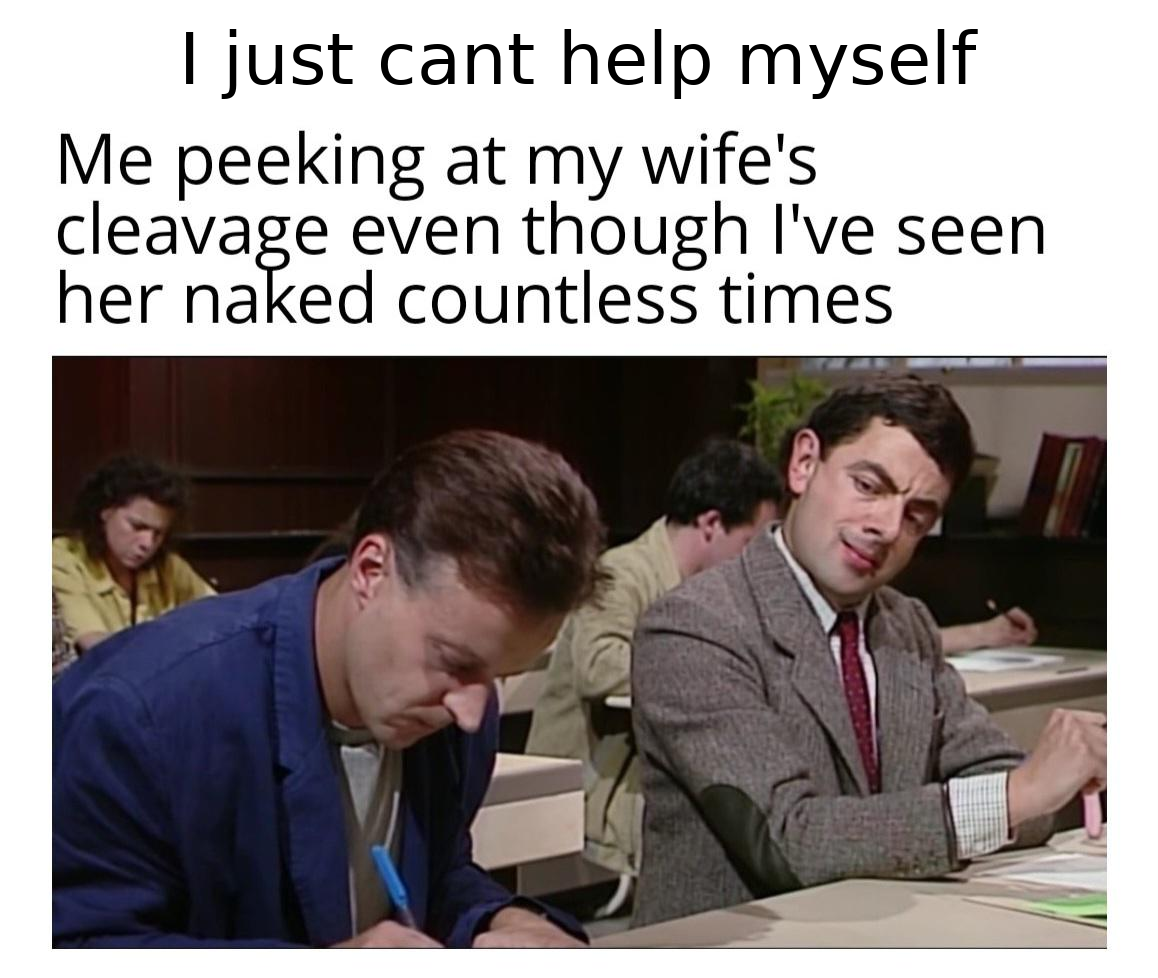 I just cant help myself
Me peeking at my wife's
cleavage even though I've seen
her naked countless times